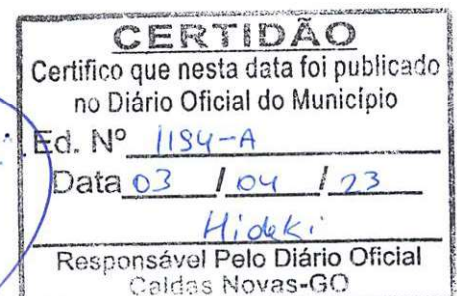 CERTIDÃO
Certifico que nesta data foi publicado
no Diário Oficial do Município
Ed. Nº 1194-A
Data 03 / 04 / 23
Hideki
Responsável Pelo Diário Oficial
Caldas Novas-GO